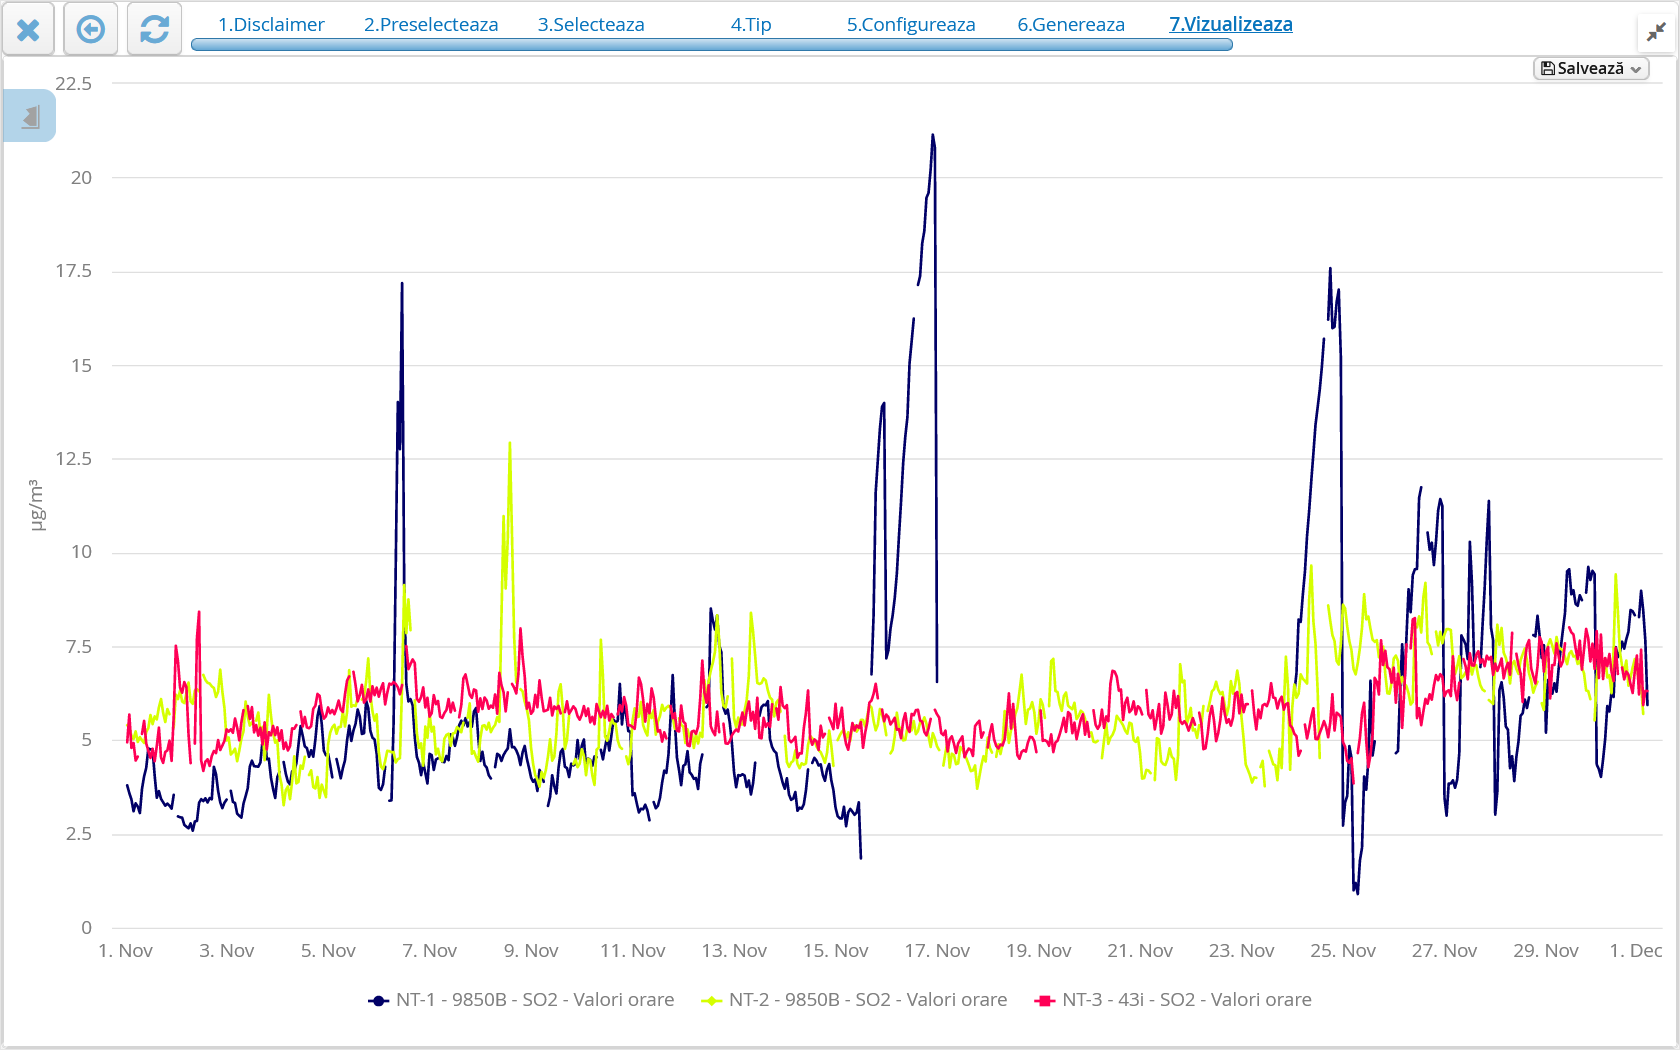 1.Disclaimer 2.Preselecteaza 3.Selecteaza 4.Tip 5.Configureaza 6.Genereaza 7.Vizualizeaza
Salvează
22.5
20
17.5
15
12.5
10
7.5
5
2.5
0
µg/m³
1. Nov 3. Nov 5. Nov 7. Nov 9. Nov 11. Nov 13. Nov 15. Nov 17. Nov 19. Nov 21. Nov 23. Nov 25. Nov 27. Nov 29. Nov 1. Dec
NT-1 - 9850B - SO2 - Valori orare NT-2 - 9850B - SO2 - Valori orare NT-3 - 43i - SO2 - Valori orare